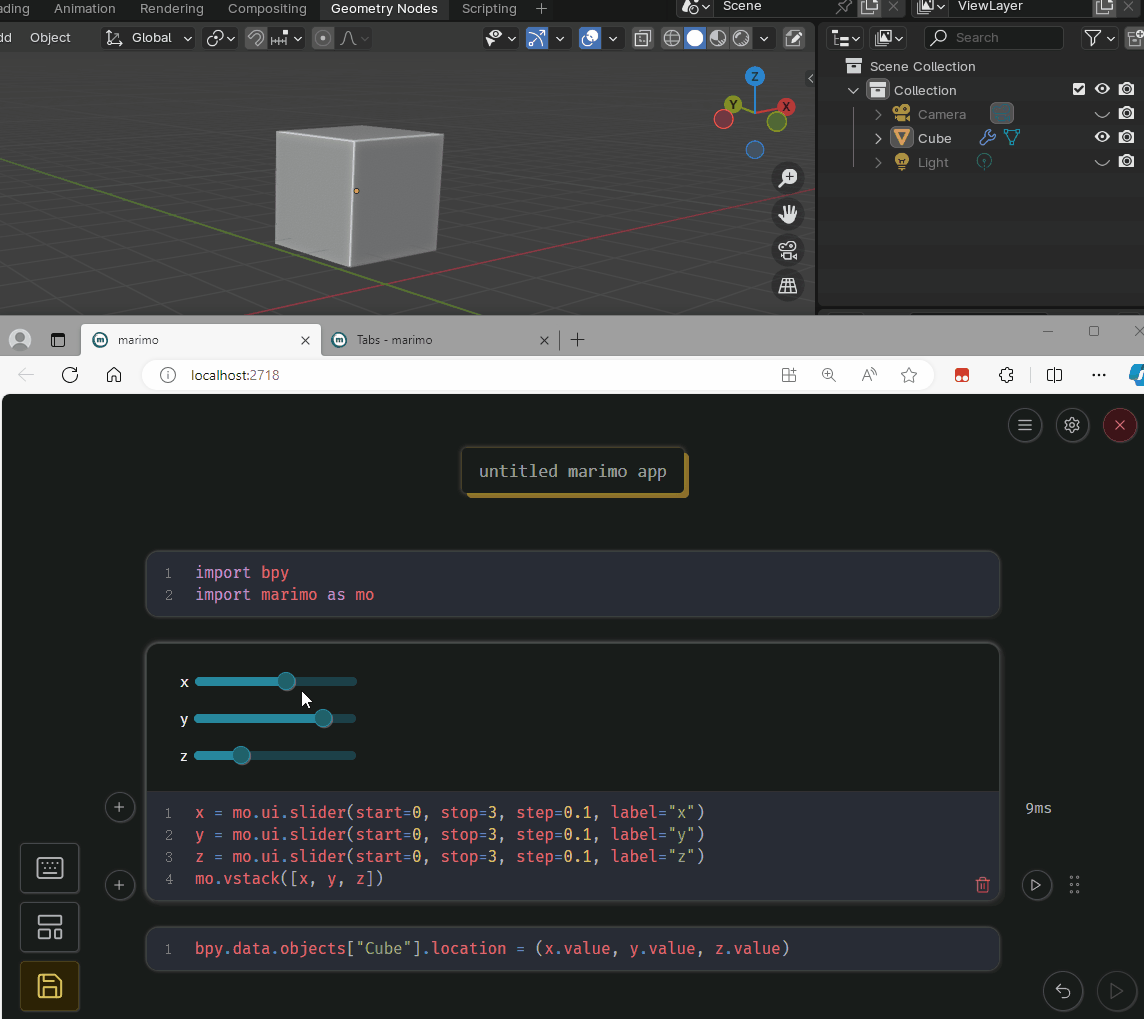 ading Animation Rendering Compositing Geometry Nodes Scripting + Scene ViewLayer
dd Object Global Search
Z
Y X
Scene Collection
Collection
Camera
Cube
Light
marimo Tabs - marimo
localhost:2718
untitled marimo app
1 import bpy
2 import marimo as mo
x
y
z
1 x = mo.ui.slider(start=0, stop=3, step=0.1, label="x")
2 y = mo.ui.slider(start=0, stop=3, step=0.1, label="y")
3 z = mo.ui.slider(start=0, stop=3, step=0.1, label="z")
4 mo.vstack([x, y, z])
9ms
1 bpy.data.objects["Cube"].location = (x.value, y.value, z.value)